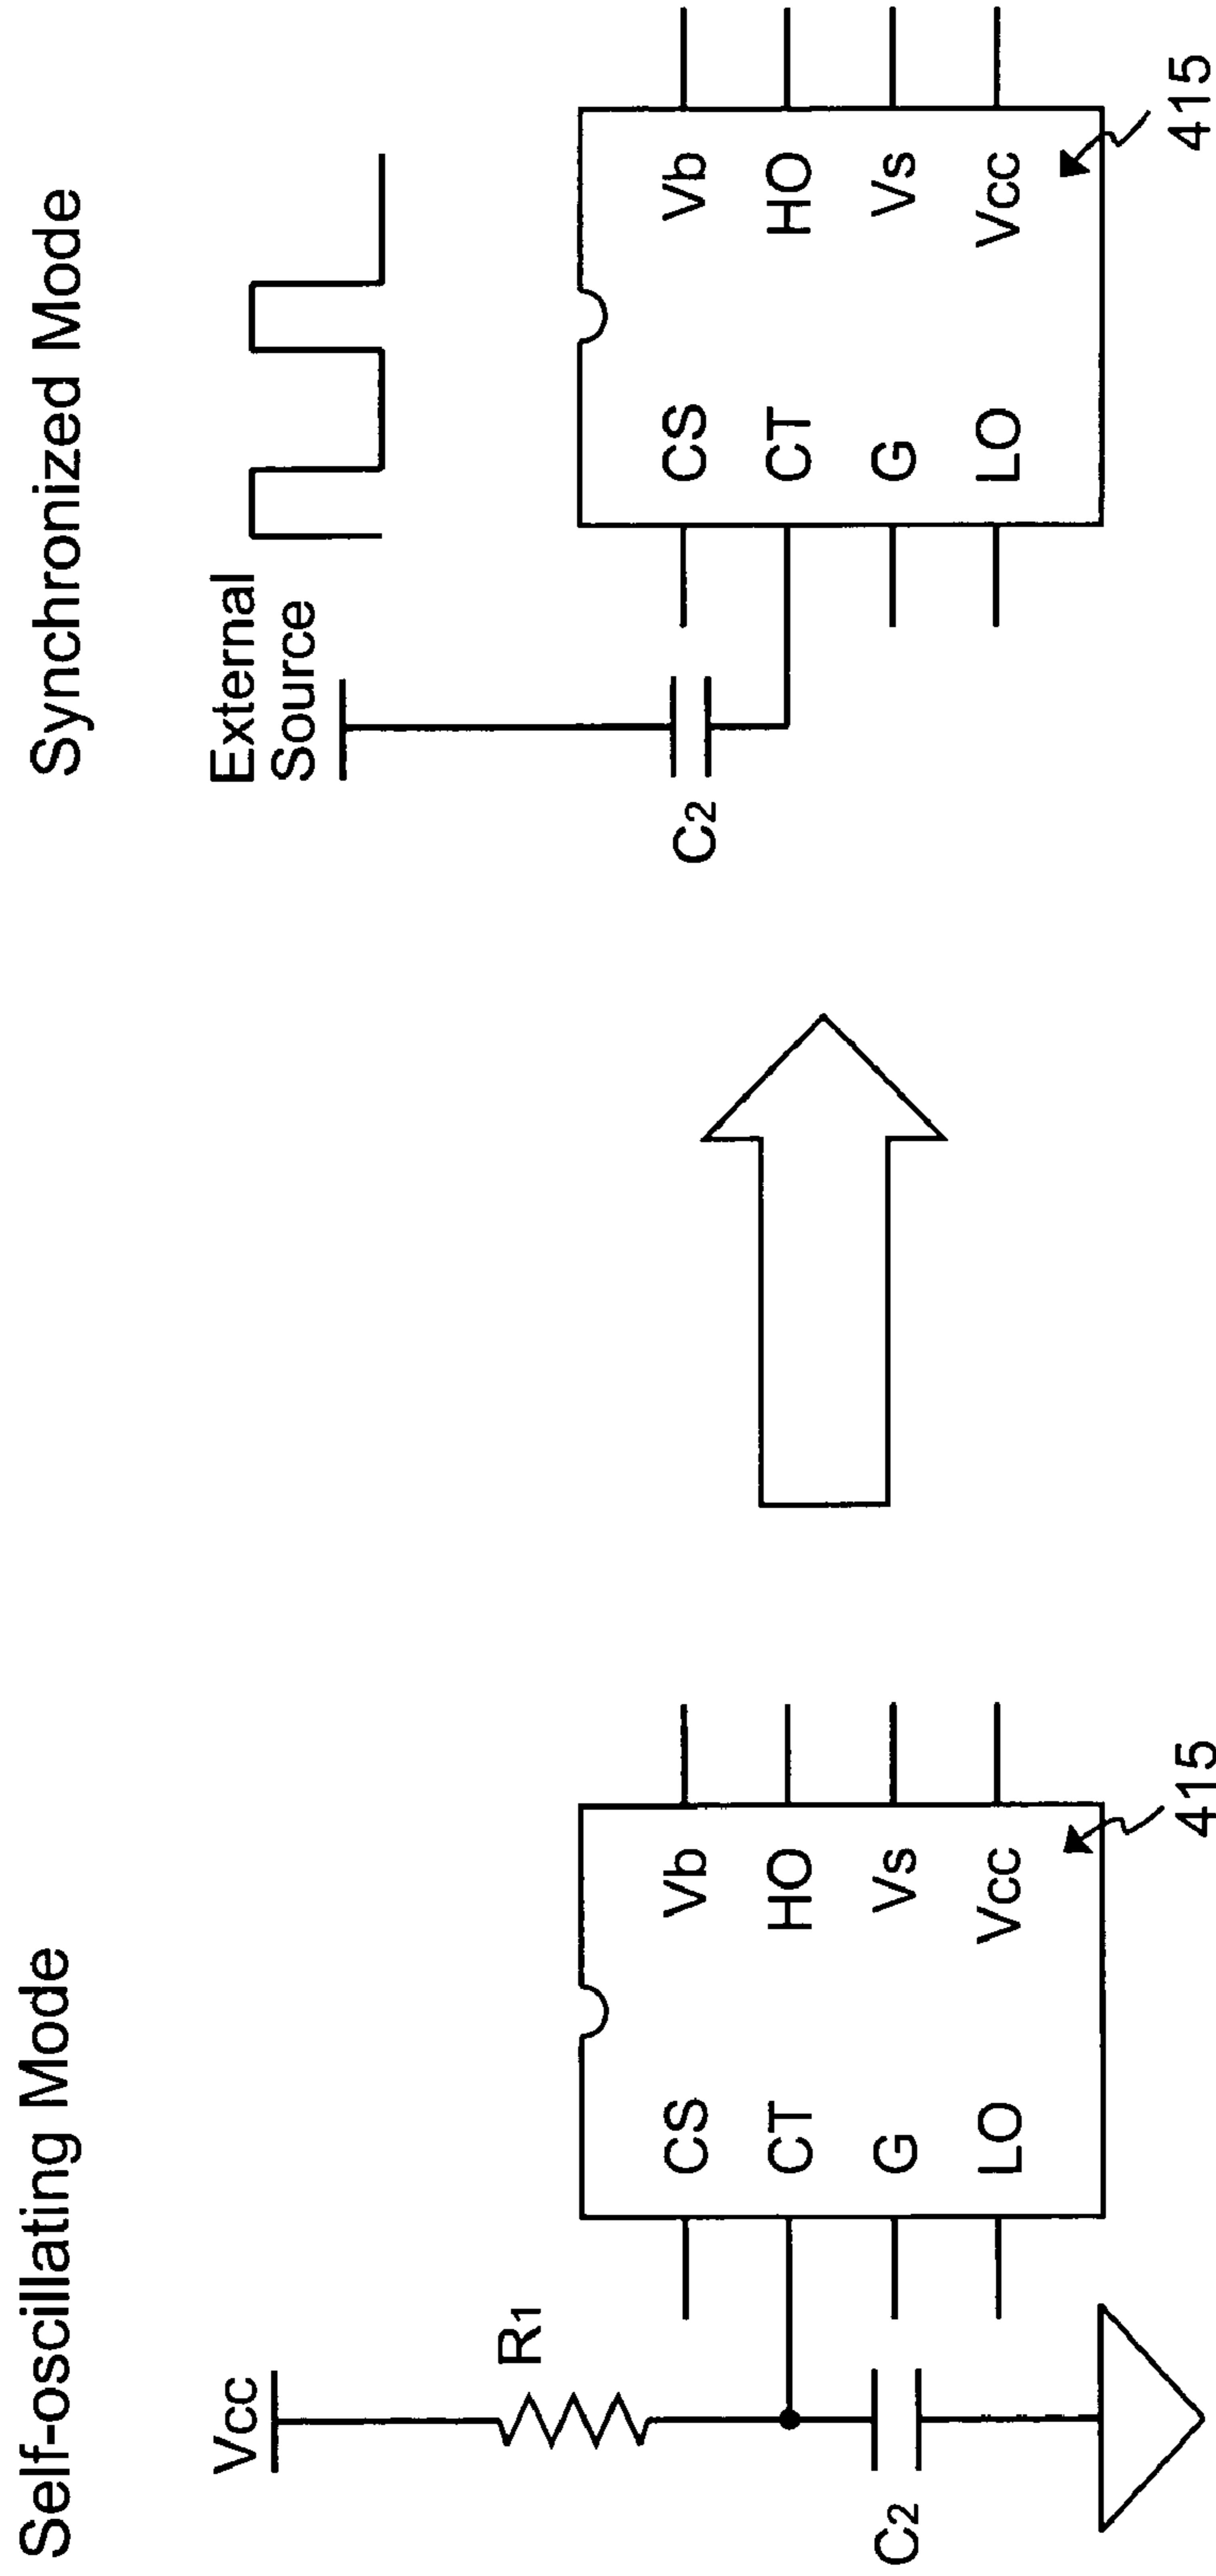 Self-oscillating Mode
Vcc
R1
C2
CS
CT
G
LO
Vb
HO
Vs
Vcc
415
Synchronized Mode
External
Source
C2
CS
CT
G
LO
Vb
HO
Vs
Vcc
415